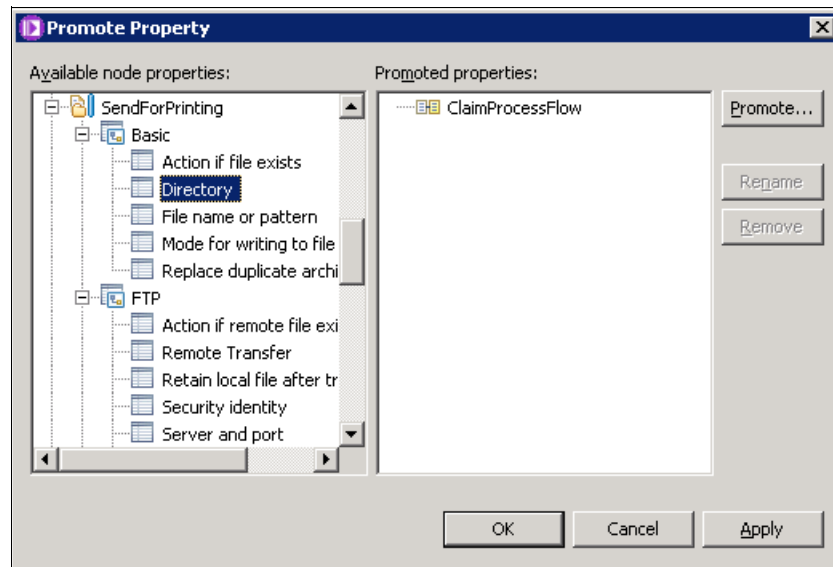 Promote Property
Available node properties:
Promoted properties:
SendForPrinting
Basic
Action if file exists
Directory
File name or pattern
Mode for writing to file
Replace duplicate archi
FTP
Action if remote file exi
Remote Transfer
Retain local file after tr
Security identity
Server and port
ClaimProcessFlow
Promote...
Rename
Remove
OK
Cancel
Apply